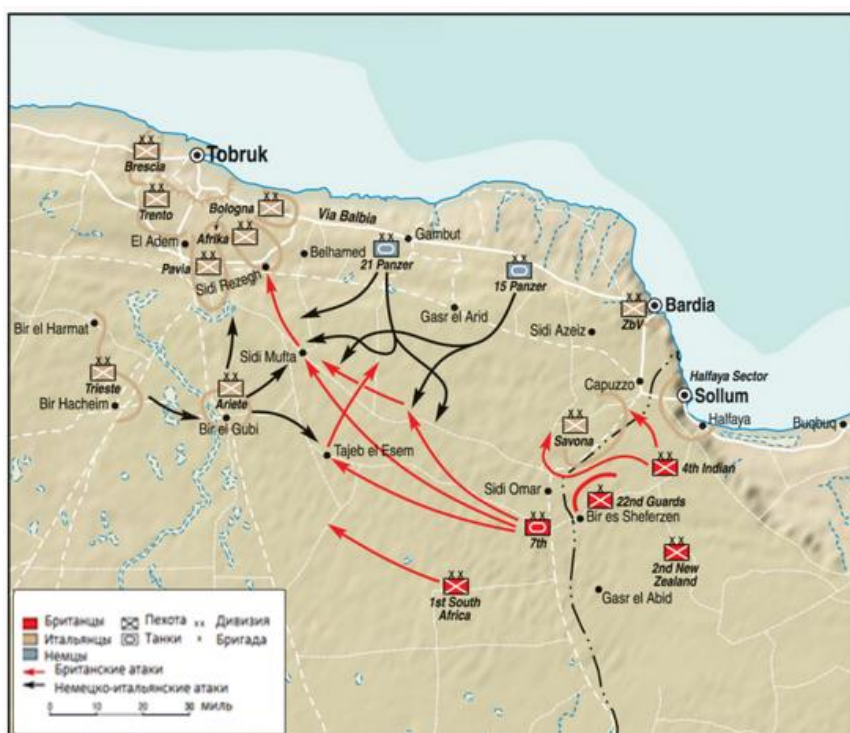 Tobruk
Brescia
Trento
Bologna
Via Balbia
Afrika
El Adem
Belhamed
Gambut
21 Panzer
Pavia
Sidi Rezegh
15 Panzer
Bardia
Gasr el Arid
ZbV
Bir el Harmat
Sidi Azeiz
Sidi Mufta
Halfaya Sector
Trieste
Capuzzo
Sollum
Ariete
Bir Hacheim
Bir el Gubi
Halfaya
Buqbuq
Savona
Tajeb el Esem
4th Indian
Sidi Omar
22nd Guards
Bir es Sheferzen
7th
2nd New
Zealand
1st South
Africa
Gasr el Abid
Британцы Пехота xx Дивизия
Итальянцы Танки x Бригада
Немцы
Британские атаки
Немецко-итальянские атаки
0 10 20 30 миль